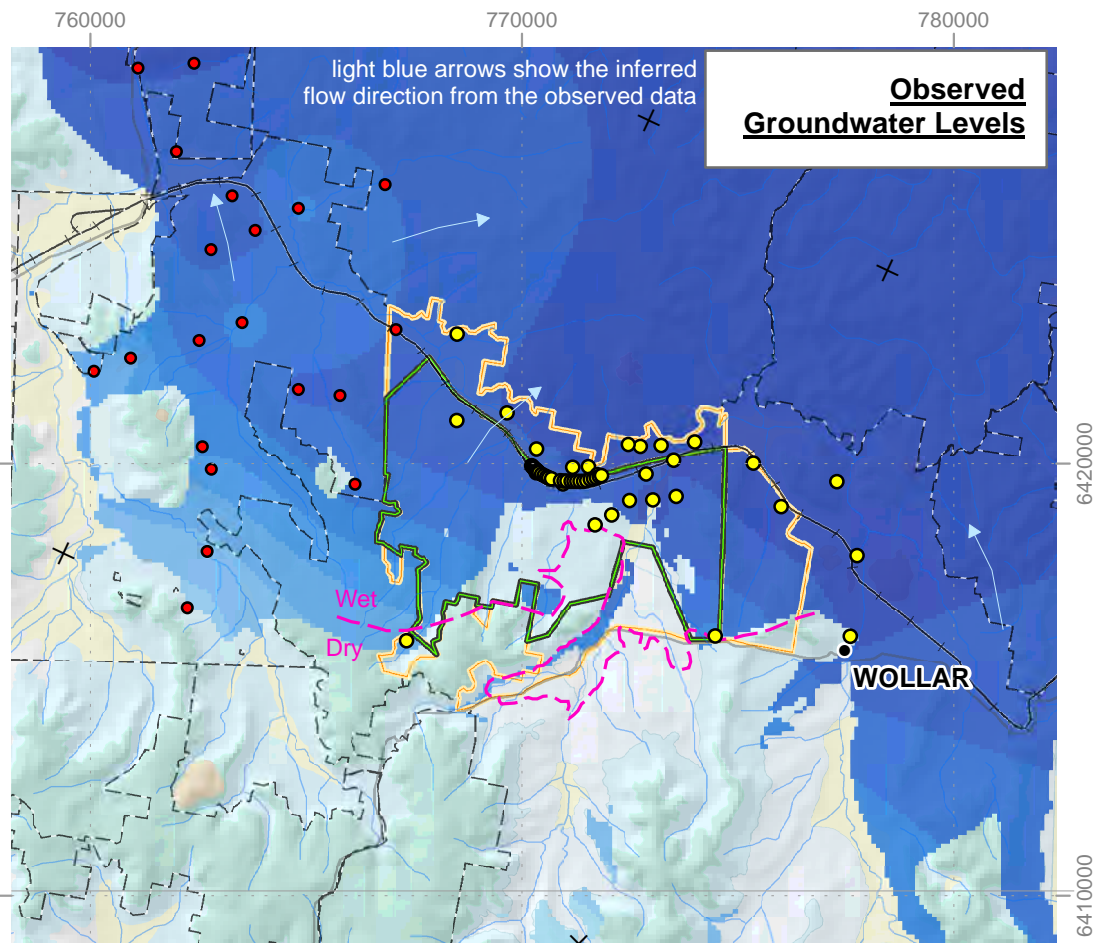 760000
770000
780000
light blue arrows show the inferred
flow direction from the observed data
Observed
Groundwater Levels
6420000
Wet
Dry
WOLLAR
6410000